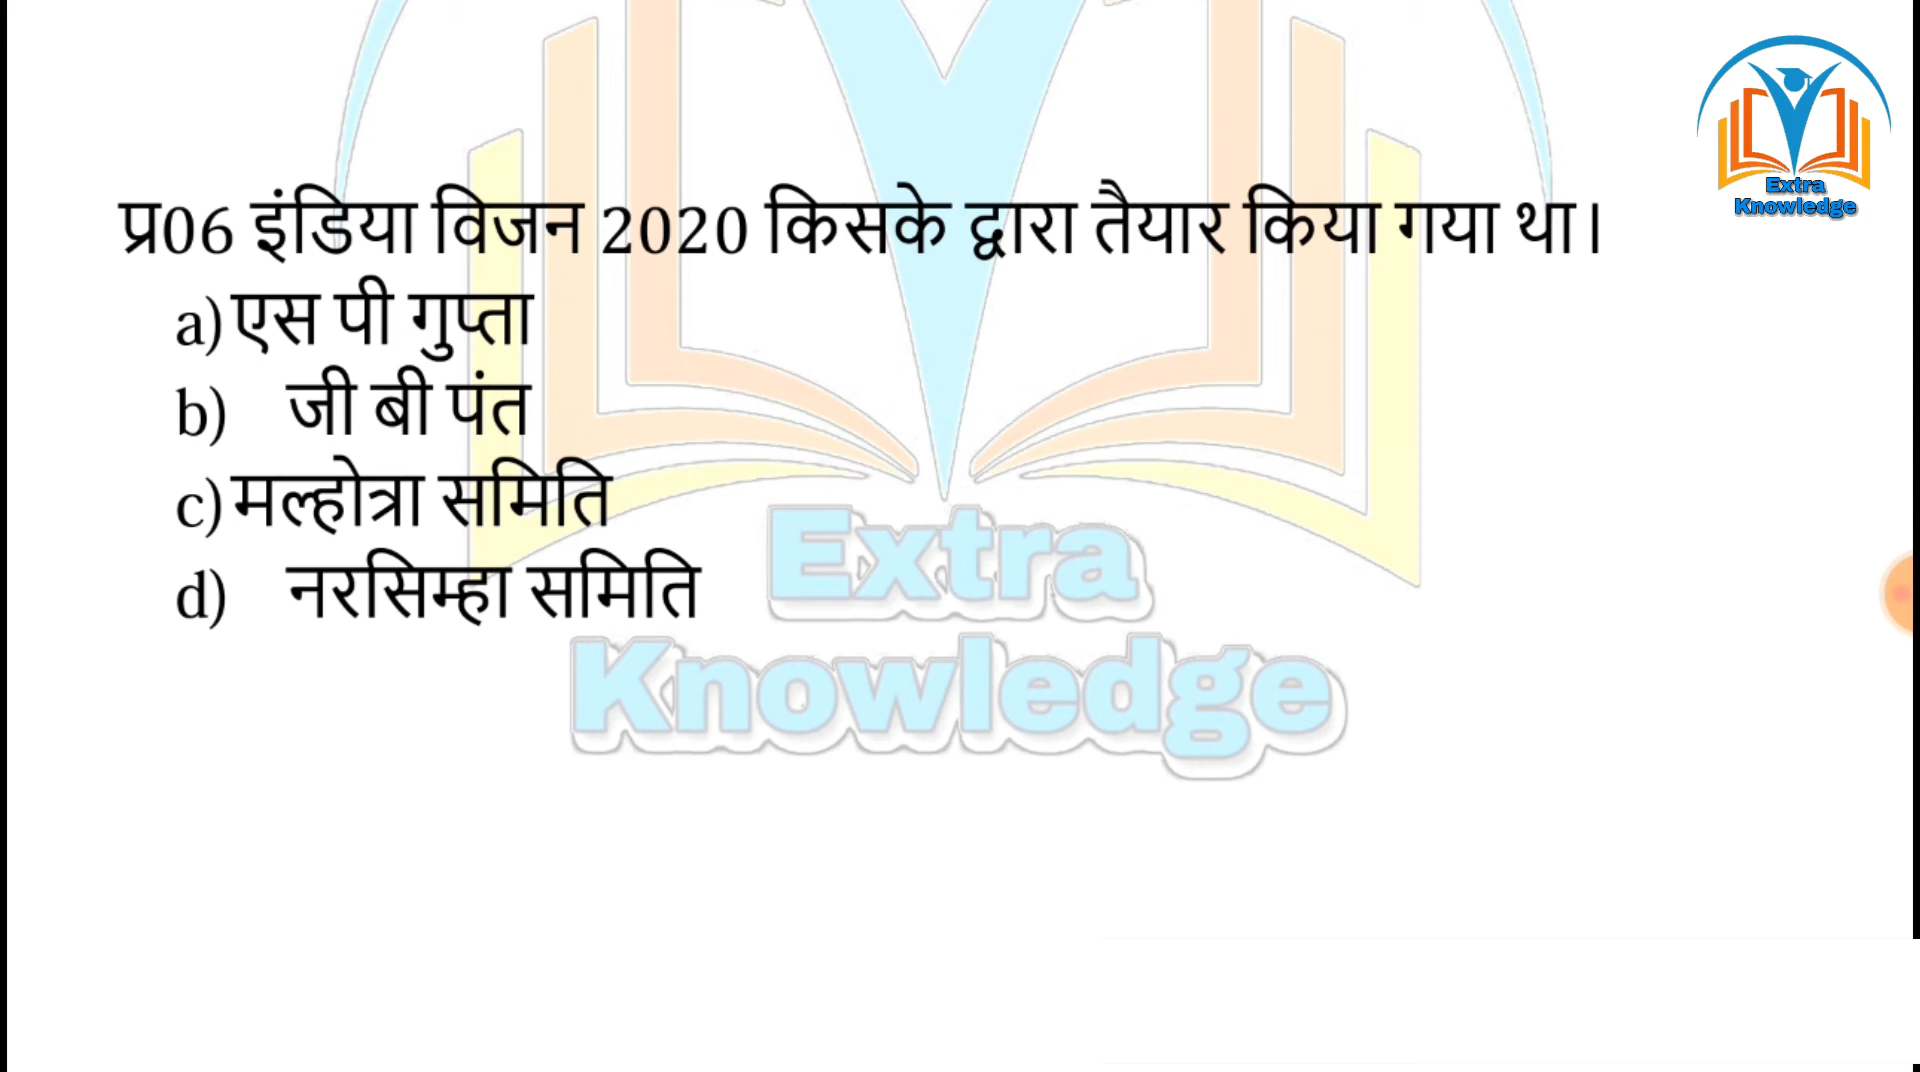 Extra
Knowledge
प्र06 इंडिया विजन 2020 किसके द्वारा तैयार किया गया था।
a) एस पी गुप्ता
b) जी बी पंत
c) मल्होत्रा समिति
d) नरसिम्हा समिति
Extra
Knowledge